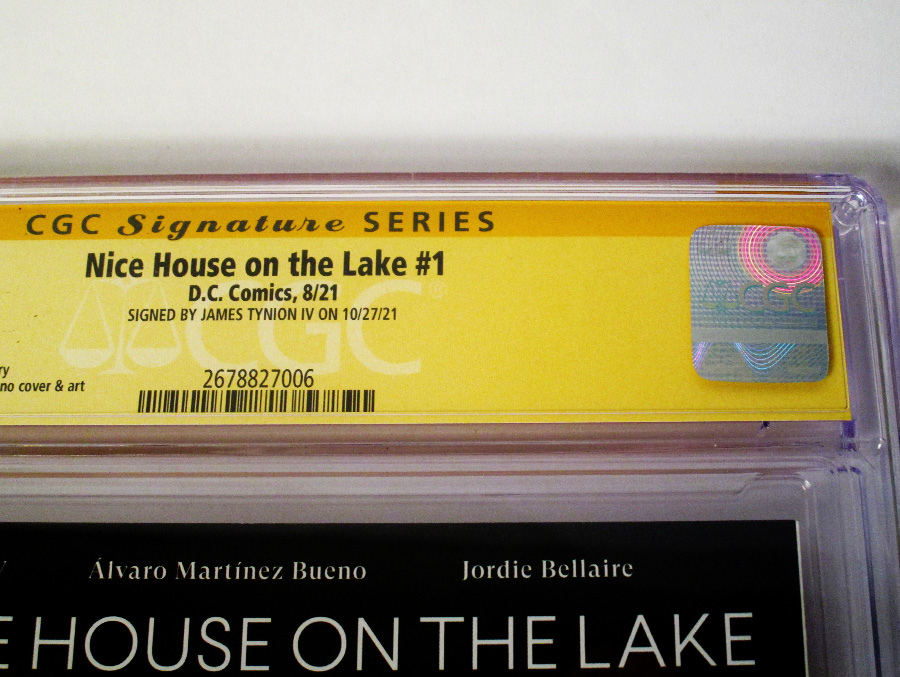 CGC Signature SERIES
Nice House on the Lake #1
D.C. Comics, 8/21
SIGNED BY JAMES TYNION IV ON 10/27/21
CGC
ry
no cover & art
2678827006
CGC
Álvaro Martínez Bueno Jordie Bellaire
E HOUSE ON THE LAKE